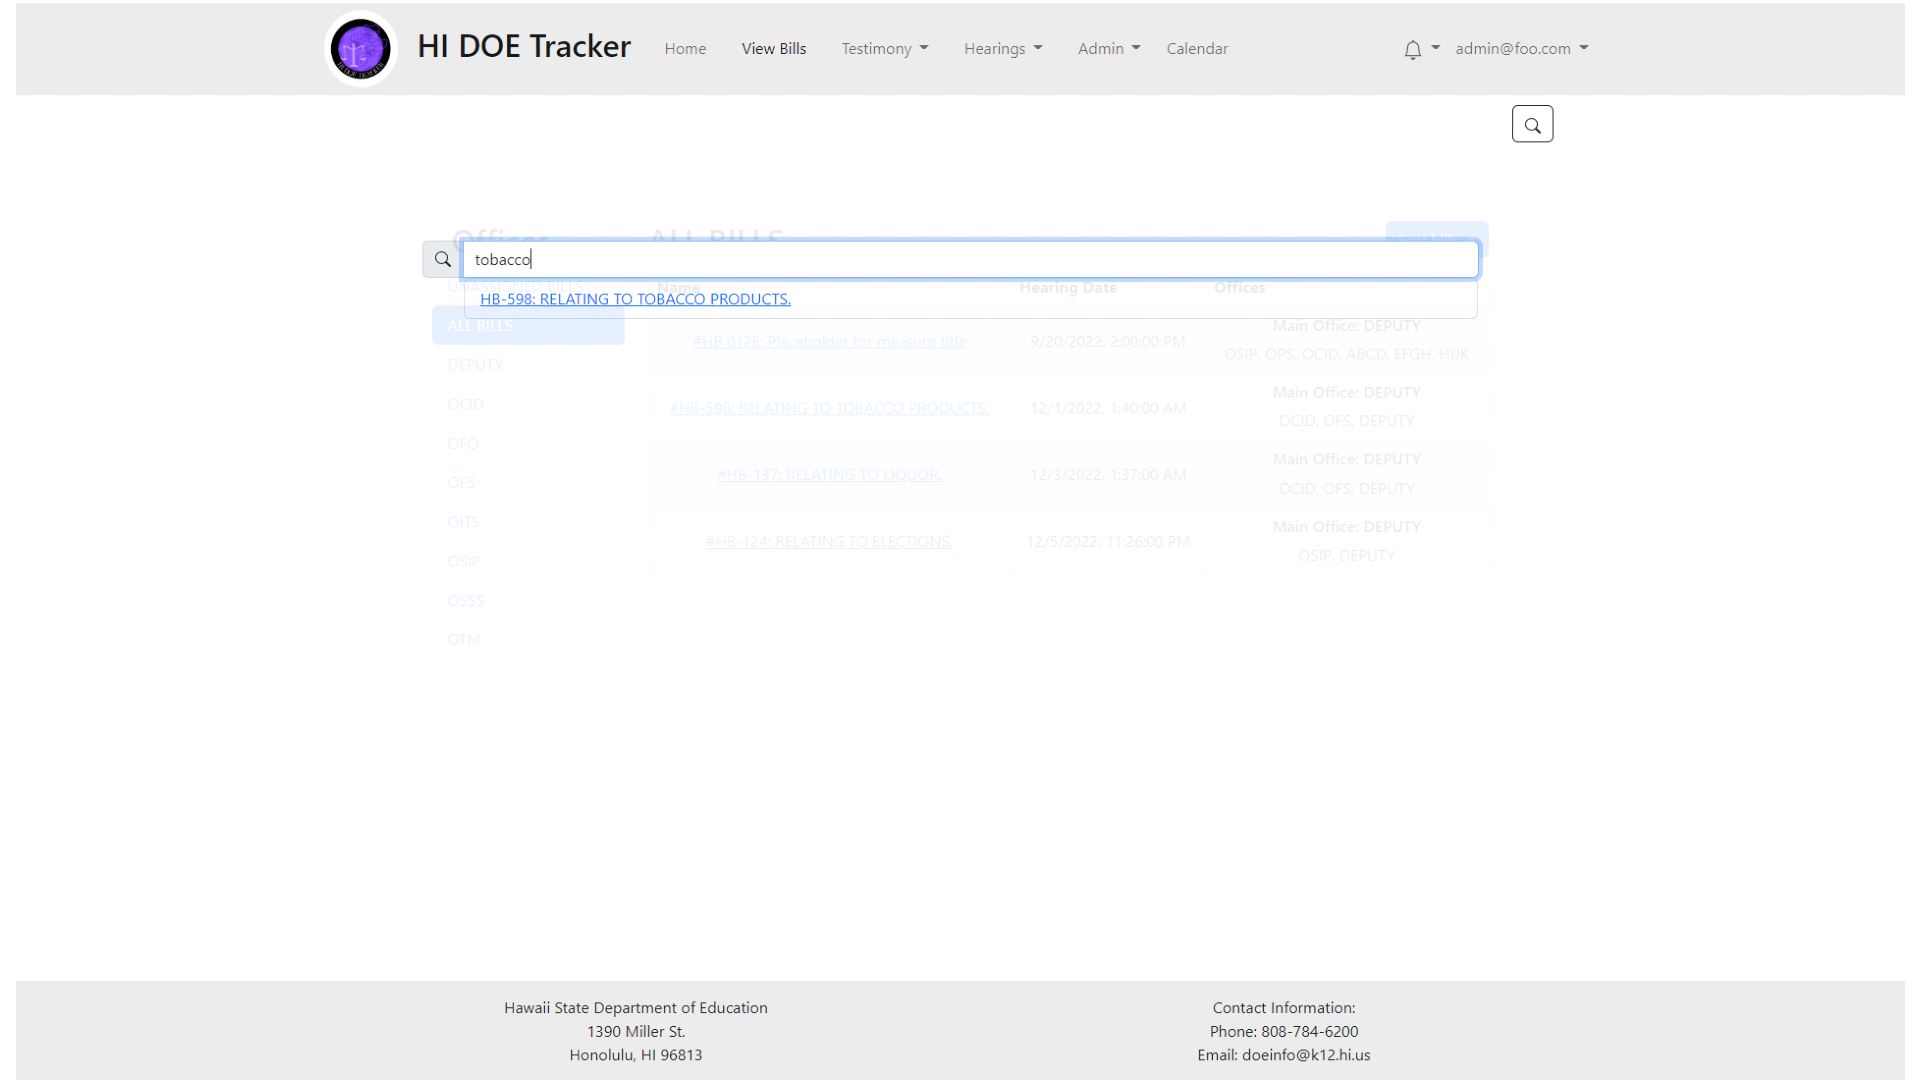 HI DOE Tracker
Home
View Bills
Testimony
Hearings
Admin
Calendar
admin@foo.com
Offices
ALL BILLS
tobacco
HB-598: RELATING TO TOBACCO PRODUCTS.
UNASSIGNED BILLS
ALL BILLS
DEPUTY
OCID
OFO
OFS
OITS
OSIP
OSSS
OTM
Name
Hearing Date
Offices
#HB 012E: Placeholder for measure title
9/20/2022, 2:00:00 PM
Main Office: DEPUTY
OSIP, OPS, OCID, ABCD, EFGH, HIJK
#HB-598: RELATING TO TOBACCO PRODUCTS.
12/1/2022, 1:40:00 AM
Main Office: DEPUTY
OCID, OFS, DEPUTY
#HB-137: RELATING TO LIQUOR.
12/3/2022, 1:37:00 AM
Main Office: DEPUTY
OCID, OFS, DEPUTY
#HB-124: RELATING TO ELECTIONS.
12/5/2022, 11:26:00 PM
Main Office: DEPUTY
OSIP, DEPUTY
Hawaii State Department of Education
1390 Miller St.
Honolulu, HI 96813
Contact Information:
Phone: 808-784-6200
Email: doeinfo@k12.hi.us